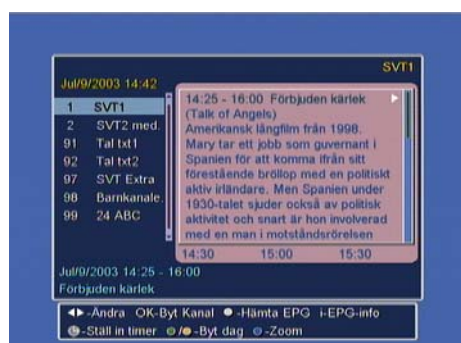 SVT1
Jul/9/2003 14:42
1 SVT1
2 SVT2 med.
91 Tal txt1
92 Tal txt2
97 SVT Extra
98 Barnkanale.
99 24 ABC
14:25 - 16:00 Förbjuden kärlek
(Talk of Angels)
Amerikansk långfilm från 1998.
Mary tar ett jobb som guvernant i
Spanien för att komma ifrån sitt
förestående bröllop med en politiskt
aktiv irländare. Men Spanien under
1930-talet sjuder också av politisk
aktivitet och snart är hon involverad
med en man i motståndsrörelsen
14:30 15:00 15:30
Jul/9/2003 14:25 - 16:00
Förbjuden kärlek
-Ändra OK-Byt Kanal -Hämta EPG i-EPG-info
-Ställ in timer / -Byt dag -Zoom